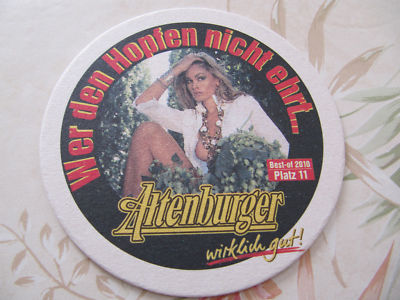 Wer den Hopfen nicht ehrt...
Best-of 2010
Platz 11
Altenburger
wirklich gut!